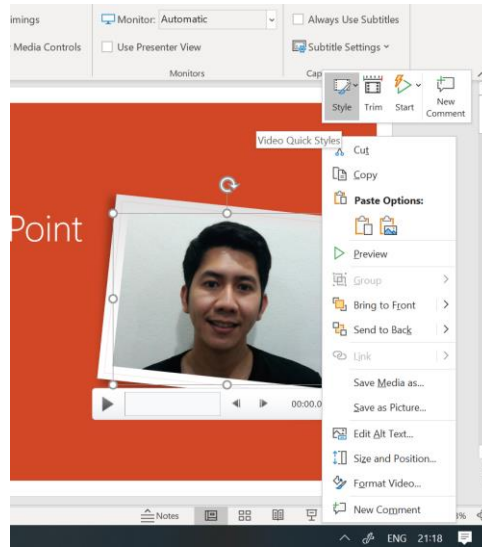 imings
Monitor: Automatic
Always Use Subtitles
Media Controls
Use Presenter View
Subtitle Settings
Monitors
Cap
Style
Trim
Start
New
Comment
Video Quick Styles
Cut
Copy
Paste Options:
Point
Preview
Group
Bring to Front
Send to Back
Link
00:00.0
Save Media as...
Save as Picture...
Edit Alt Text...
Size and Position...
Format Video...
New Comment
Notes
%
ENG 21:18